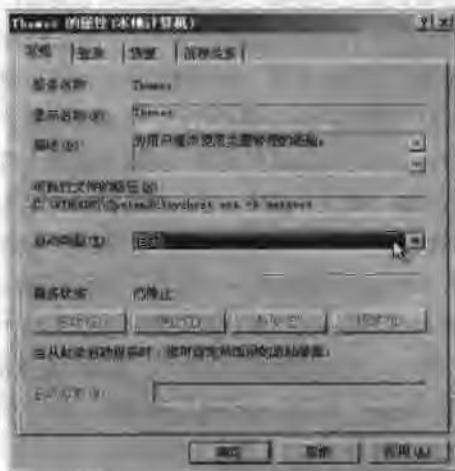 Themes 的属性(本地计算机)
常规 登录 恢复 依存关系
服务名称: Themes
显示名称(N): Themes
描述(D): 为用户提供使用主题管理的经验。
可执行文件的路径(H):
启动类型(E): 自动
服务状态: 已停止
当从此处启动服务时,您可指定所适用的启动参数。
启动参数(M):
确定 取消 应用(A)